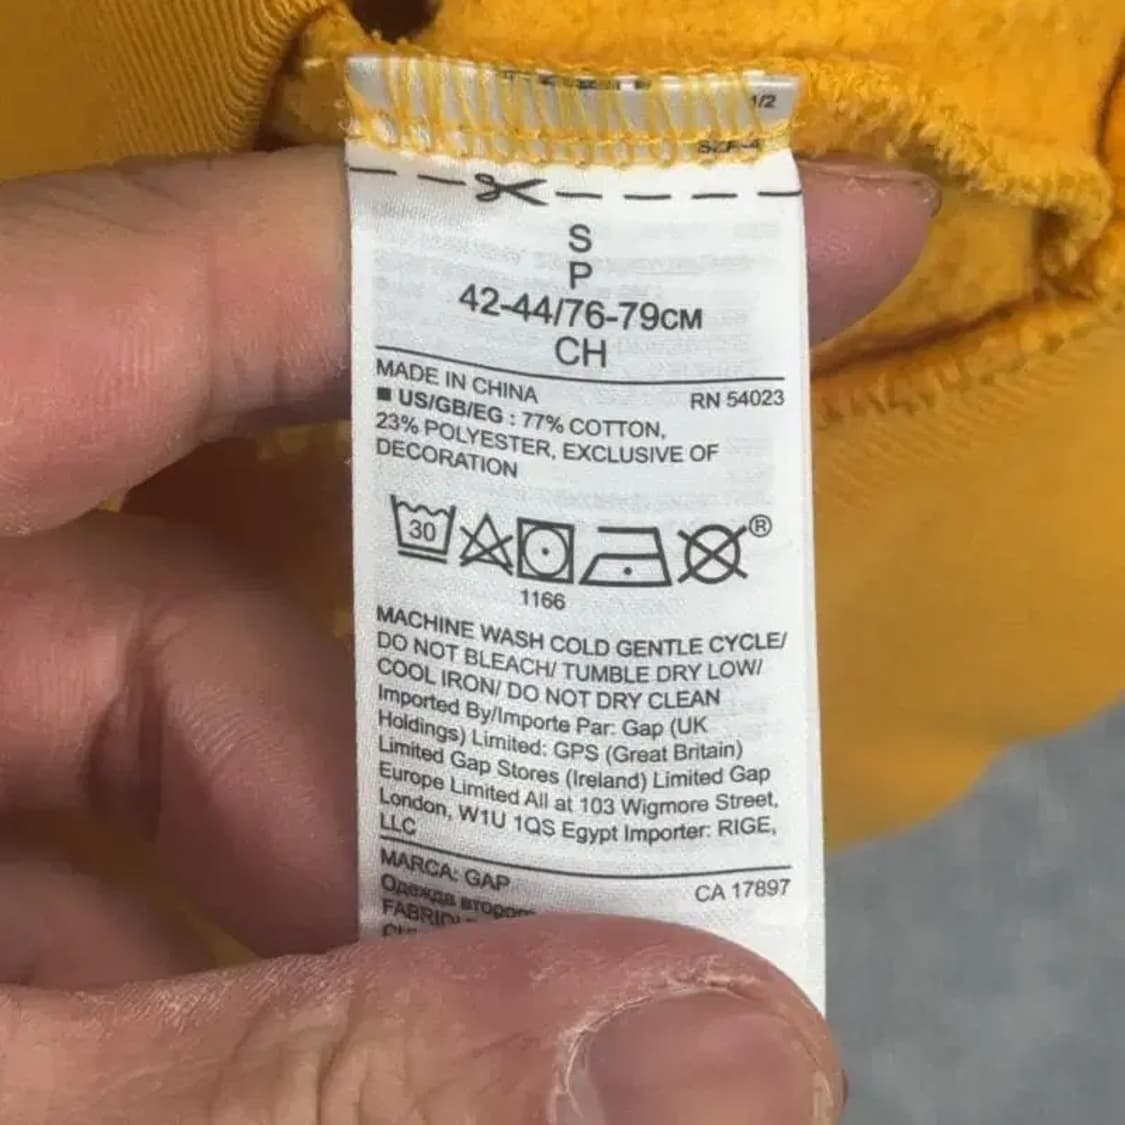 1/2
S
P
42-44/76-79CM
CH
MADE IN CHINA
RN 54023
■ US/GB/EG : 77% COTTON,
23% POLYESTER, EXCLUSIVE OF
DECORATION
30
®
1166
MACHINE WASH COLD GENTLE CYCLE/
DO NOT BLEACH/ TUMBLE DRY LOW/
COOL IRON/ DO NOT DRY CLEAN
Imported By/Importe Par: Gap (UK
Holdings) Limited: GPS (Great Britain)
Limited Gap Stores (Ireland) Limited Gap
Europe Limited All at 103 Wigmore Street,
London, W1U 1QS Egypt Importer: RIGE,
LLC
MARCA: GAP
CA 17897
Одежда